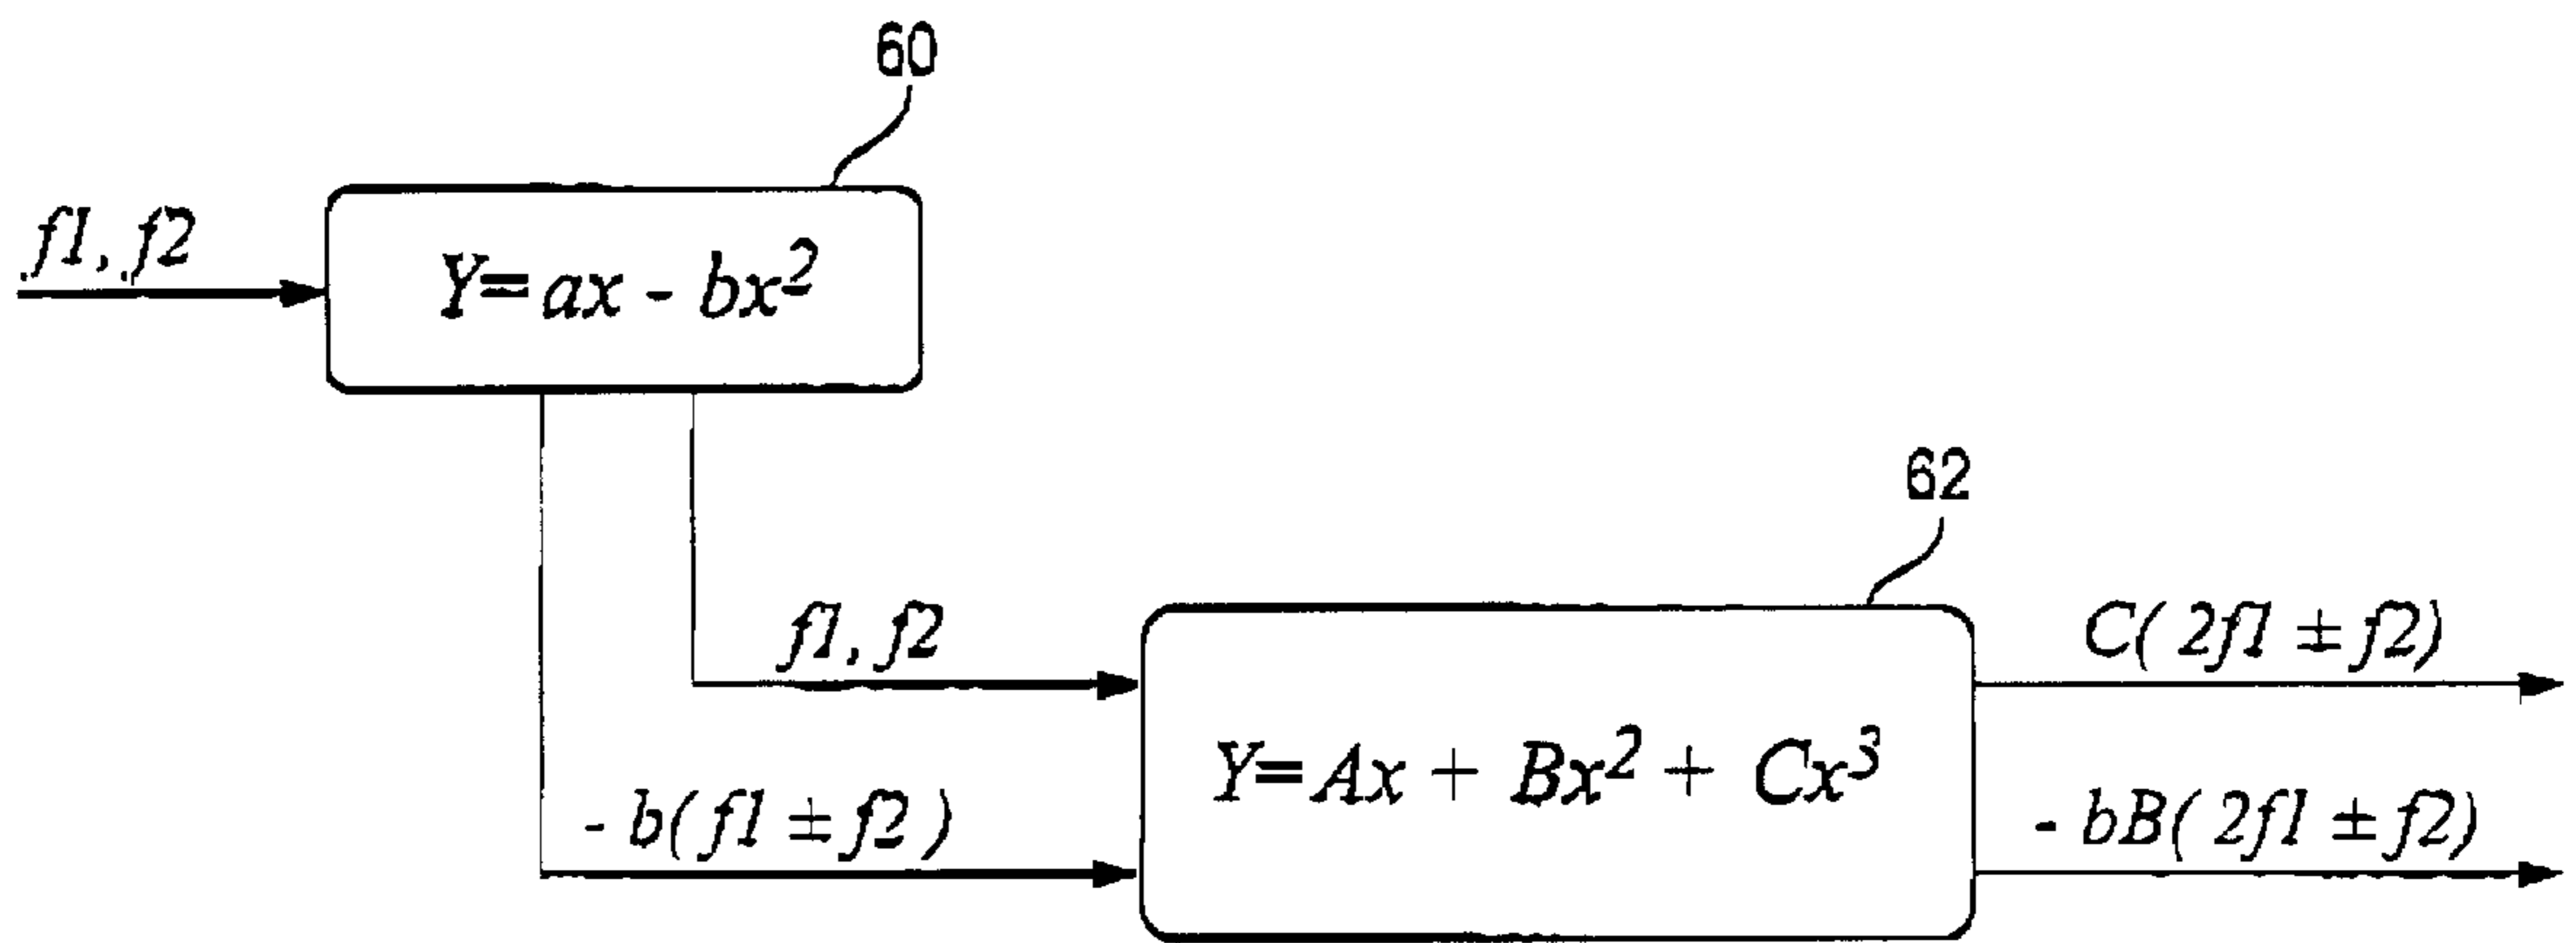 60
f1, f2
Y=ax - bx²
62
f1, f2
C( 2f1 ± f2)
Y=Ax + Bx² + Cx³
- b( f1 ± f2 )
- bB( 2f1 ± f2)